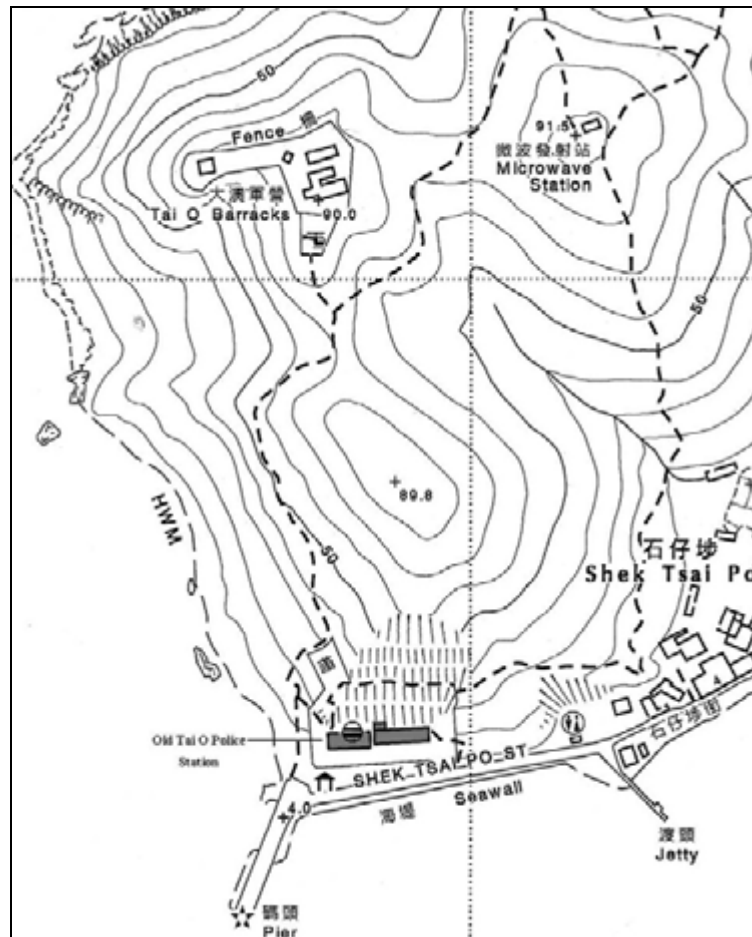 50
Fence 柵
91.5
微波發射站
Microwave
Station
大澳軍營
Tai O Barracks
90.0
50
89.8
50
HWM
石仔埗
Shek Tsai Po
Old Tai O Police
Station
石仔埗街
SHEK TSAI PO ST
4.0
海堤
Seawall
渡頭
Jetty
碼頭
Pier